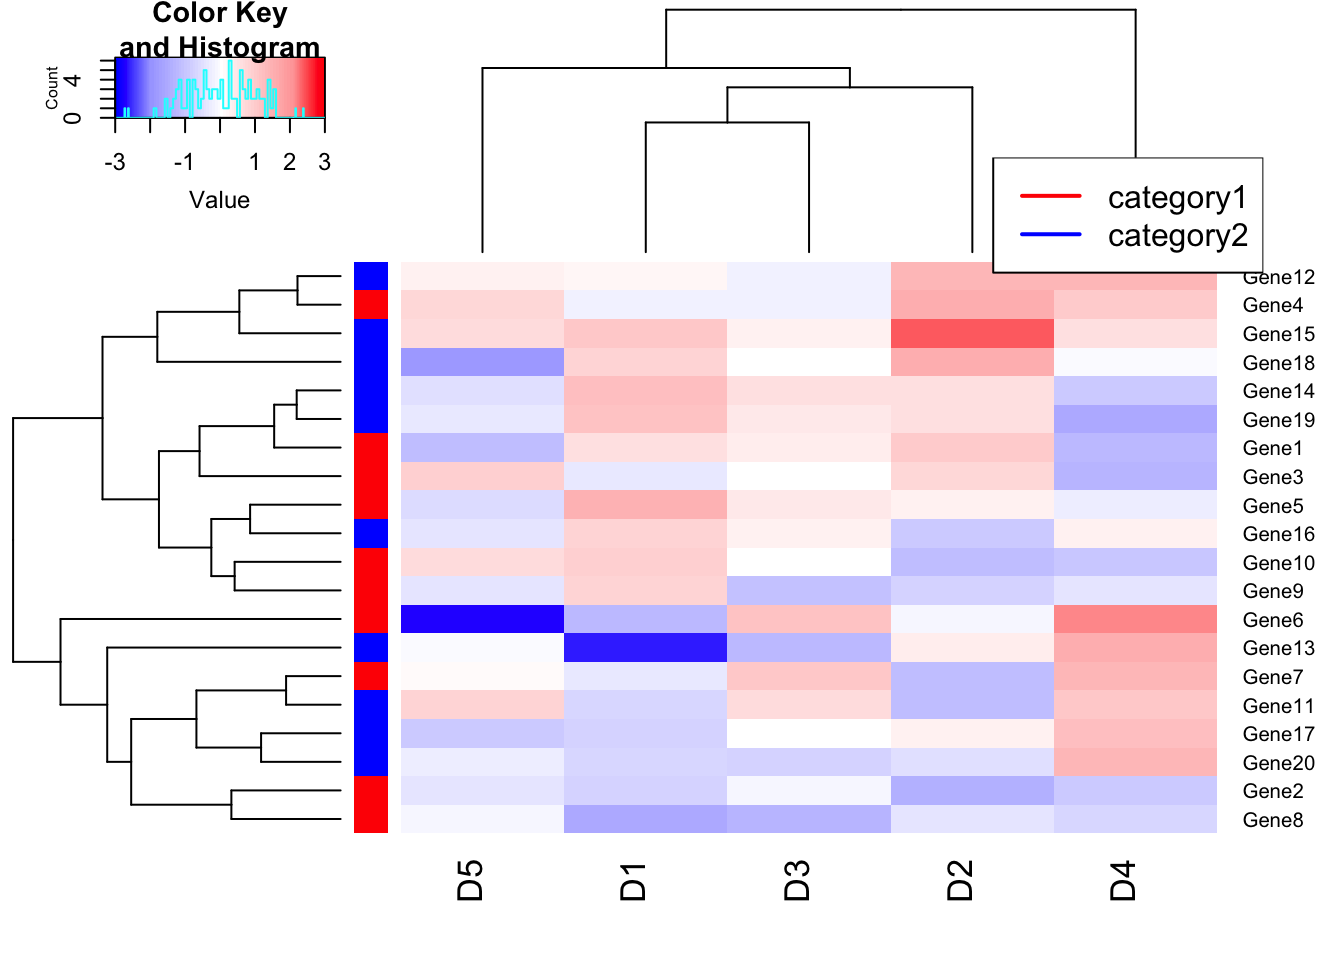 Color Key
and Histogram
Count
0 4
-3 -1 1 2 3
Value
category1
category2
Gene12
Gene4
Gene15
Gene18
Gene14
Gene19
Gene1
Gene3
Gene5
Gene16
Gene10
Gene9
Gene6
Gene13
Gene7
Gene11
Gene17
Gene20
Gene2
Gene8
D5 D1 D3 D2 D4